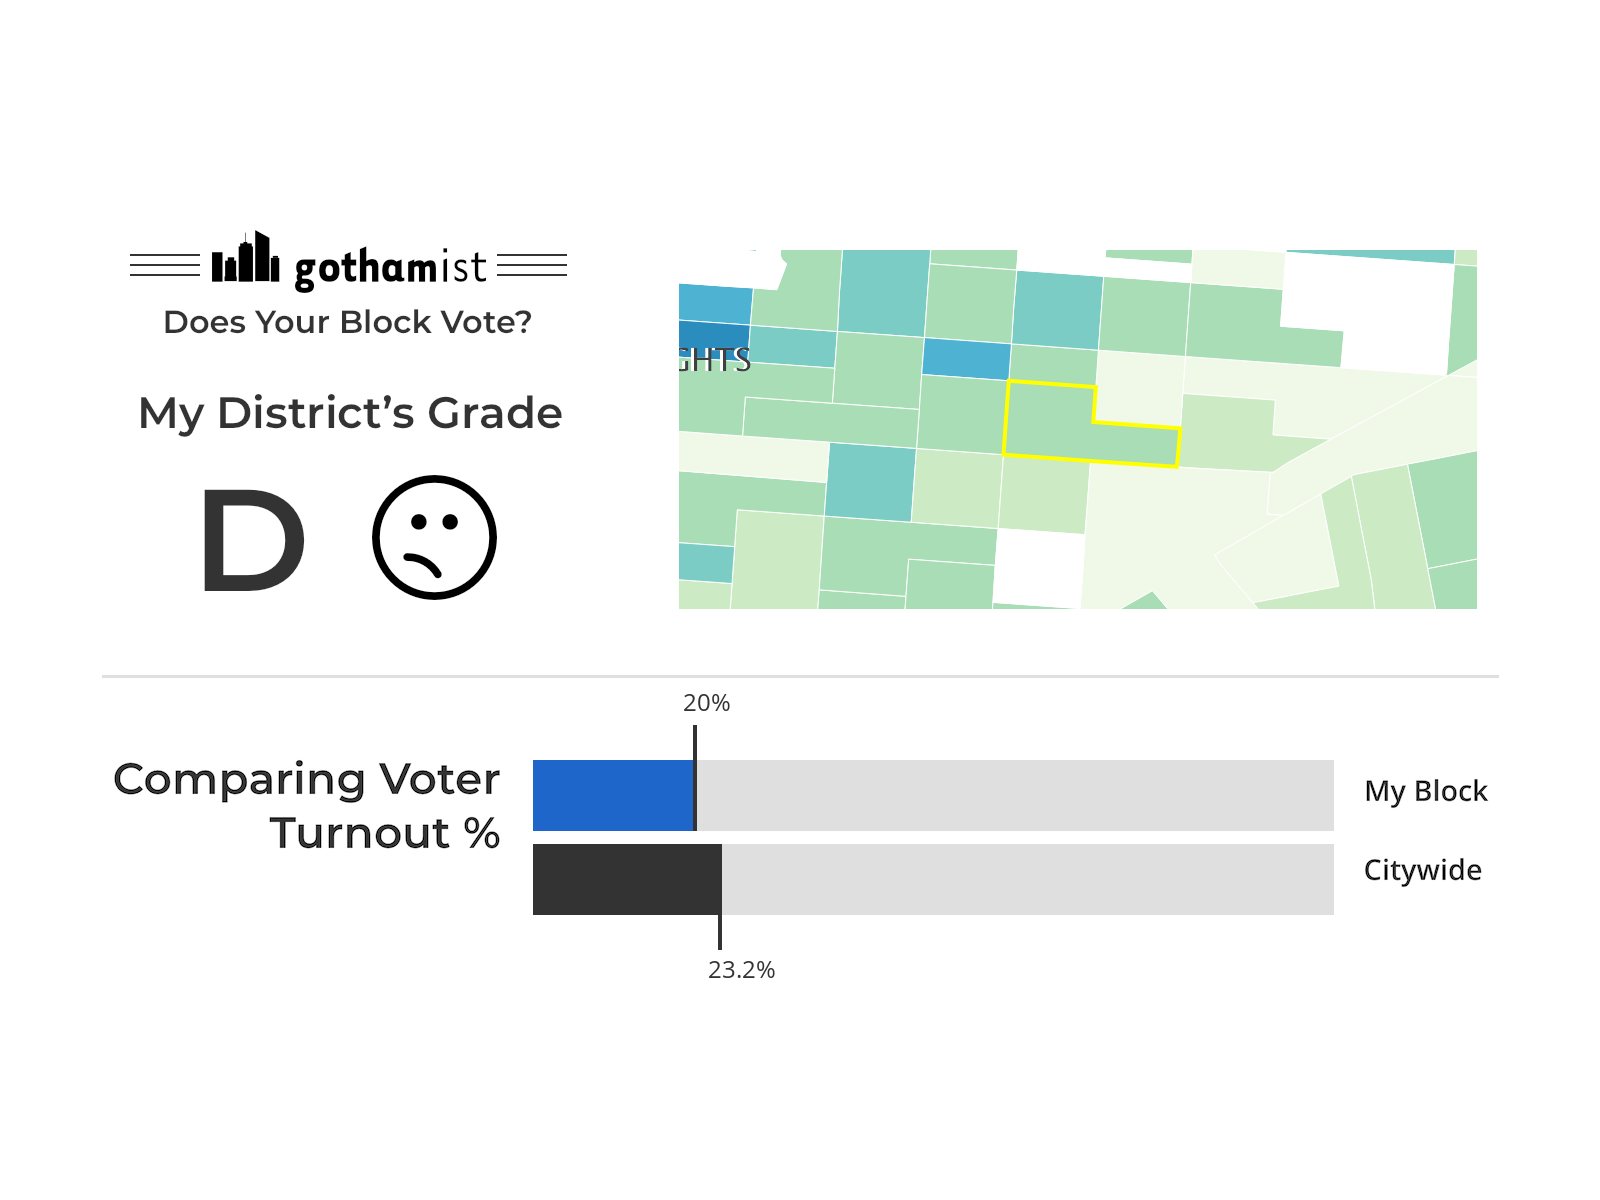 gothamist
Does Your Block Vote?
My District’s Grade
D
GHTS
20%
Comparing Voter
Turnout %
My Block
Citywide
23.2%